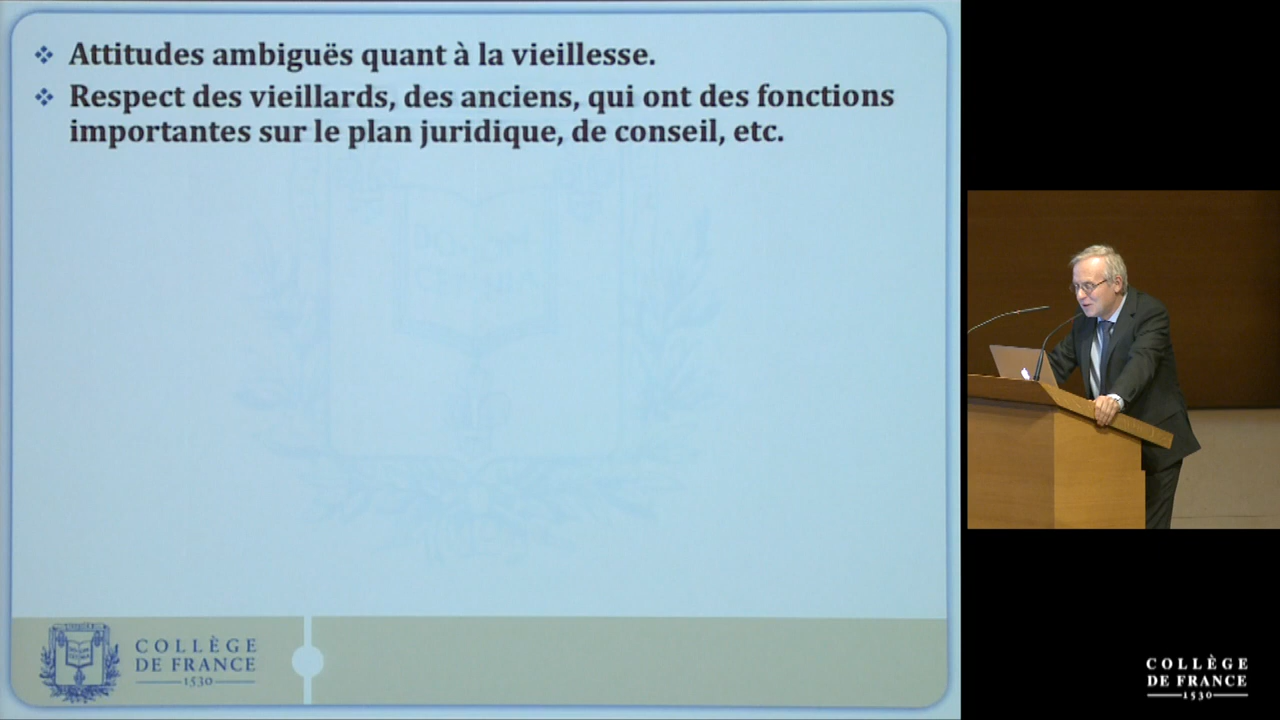 Attitudes ambiguës quant à la vieillesse.
Respect des vieillards, des anciens, qui ont des fonctions
importantes sur le plan juridique, de conseil, etc.
COLLÈGE
DE FRANCE
1530
COLLÈGE
DE FRANCE
1530